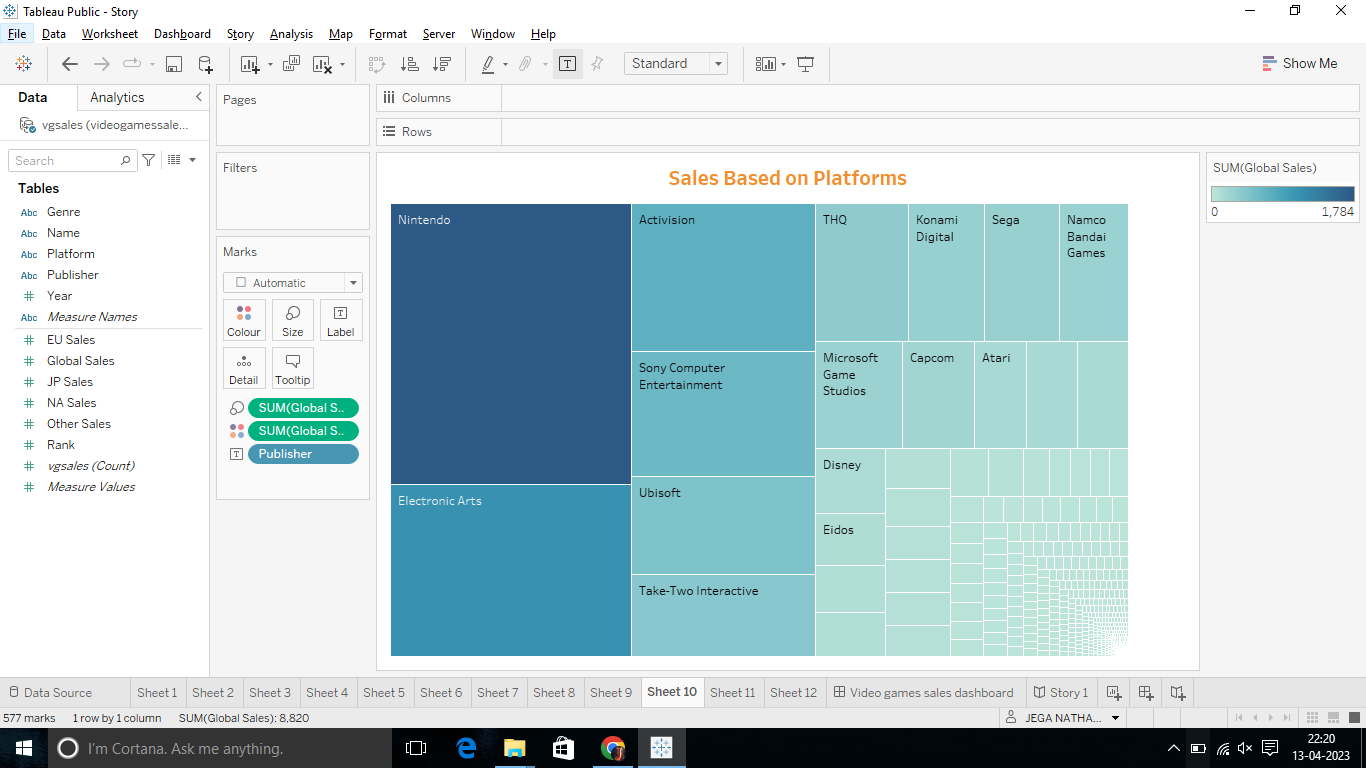 Tableau Public - Story
File Data Worksheet Dashboard Story Analysis Map Format Server Window Help
Standard
Show Me
Data Analytics
vgsales (videogamessale...
Search
Tables
Abc Genre
Abc Name
Abc Platform
Abc Publisher
# Year
Abc Measure Names
# EU Sales
# Global Sales
# JP Sales
# NA Sales
# Other Sales
# Rank
# vgsales (Count)
# Measure Values
Pages
Filters
Marks
Automatic
Colour Size Label
Detail Tooltip
SUM(Global S..
SUM(Global S..
Publisher
Columns
Rows
Sales Based on Platforms
Nintendo
Electronic Arts
Activision
Sony Computer
Entertainment
Ubisoft
Take-Two Interactive
THQ
Konami
Digital
Sega
Namco
Bandai
Games
Microsoft
Game
Studios
Capcom
Atari
Disney
Eidos
SUM(Global Sales)
0 1,784
Data Source Sheet 1 Sheet 2 Sheet 3 Sheet 4 Sheet 5 Sheet 6 Sheet 7 Sheet 8 Sheet 9 Sheet 10 Sheet 11 Sheet 12 Video games sales dashboard Story 1
577 marks 1 row by 1 column SUM(Global Sales): 8,820
JEGA NATHA...
I'm Cortana. Ask me anything.
22:20
13-04-2023